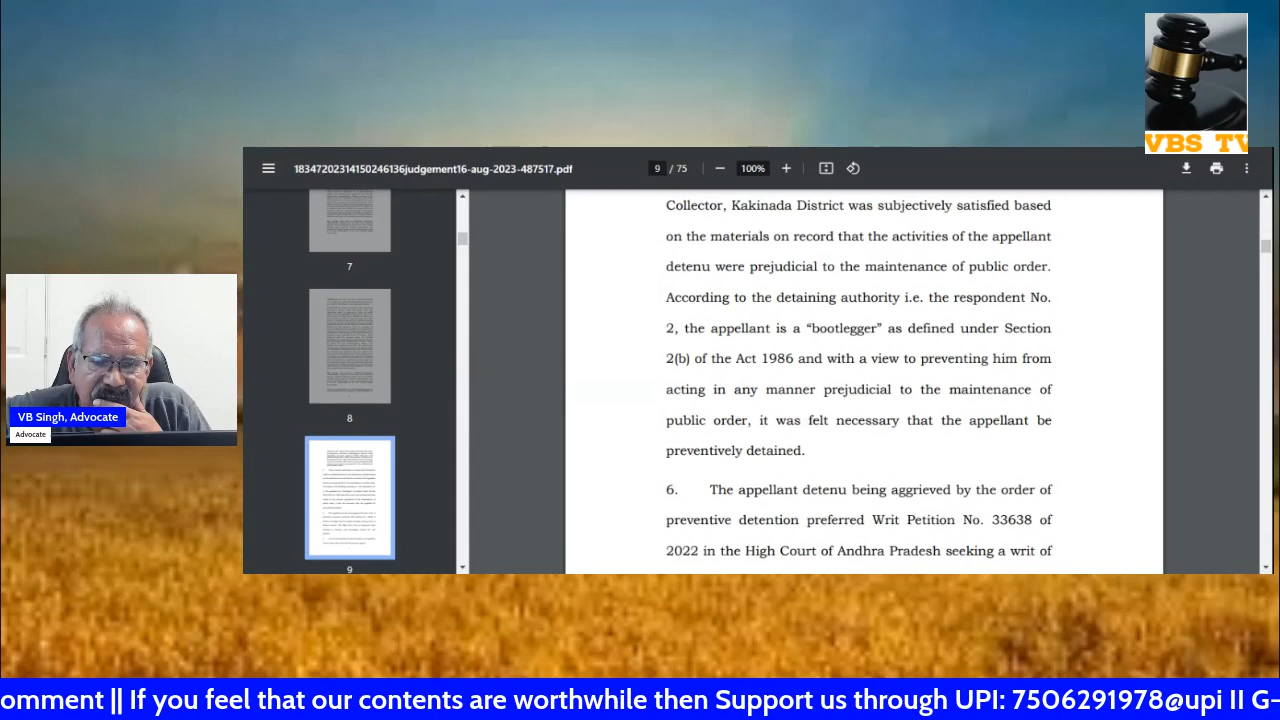 VBS TV
18347202314150246136judgement16-aug-2023-487517.pdf
9 / 75
100%
7
8
9
Collector, Kakinada District was subjectively satisfied based
on the materials on record that the activities of the appellant
detenu were prejudicial to the maintenance of public order.
According to the detaining authority i.e. the respondent No.
2, the appellant is a “bootlegger” as defined under Section
2(b) of the Act 1986 and with a view to preventing him from
acting in any manner prejudicial to the maintenance of
public order, it was felt necessary that the appellant be
preventively detained.
6. The appellant detenu being aggrieved by the order of
preventive detention preferred Writ Petition No. 33638 of
2022 in the High Court of Andhra Pradesh seeking a writ of
VB Singh, Advocate
Advocate
omment || If you feel that our contents are worthwhile then Support us through UPI: 7506291978@upi II G-